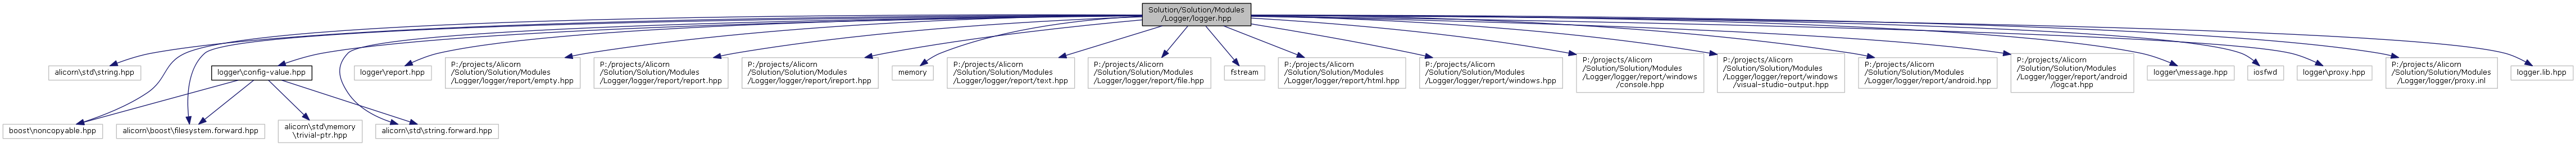 Solution/Solution/Modules
/Logger/logger.hpp
alicorn\std\string.hpp
logger\config-value.hpp
logger\report.hpp
P:/projects/Alicorn
/Solution/Solution/Modules
/Logger/logger/report/empty.hpp
P:/projects/Alicorn
/Solution/Solution/Modules
/Logger/logger/report/report.hpp
P:/projects/Alicorn
/Solution/Solution/Modules
/Logger/logger/report/ireport.hpp
memory
P:/projects/Alicorn
/Solution/Solution/Modules
/Logger/logger/report/text.hpp
P:/projects/Alicorn
/Solution/Solution/Modules
/Logger/logger/report/file.hpp
fstream
P:/projects/Alicorn
/Solution/Solution/Modules
/Logger/logger/report/html.hpp
P:/projects/Alicorn
/Solution/Solution/Modules
/Logger/logger/report/windows.hpp
P:/projects/Alicorn
/Solution/Solution/Modules
/Logger/logger/report/windows
/console.hpp
P:/projects/Alicorn
/Solution/Solution/Modules
/Logger/logger/report/windows
/visual-studio-output.hpp
P:/projects/Alicorn
/Solution/Solution/Modules
/Logger/logger/report/android.hpp
P:/projects/Alicorn
/Solution/Solution/Modules
/Logger/logger/report/android
/logcat.hpp
logger\message.hpp
iosfwd
logger\proxy.hpp
P:/projects/Alicorn
/Solution/Solution/Modules
/Logger/logger/proxy.inl
logger.lib.hpp
boost\noncopyable.hpp
alicorn\boost\filesystem.forward.hpp
alicorn\std\memory
\trivial-ptr.hpp
alicorn\std\string.forward.hpp